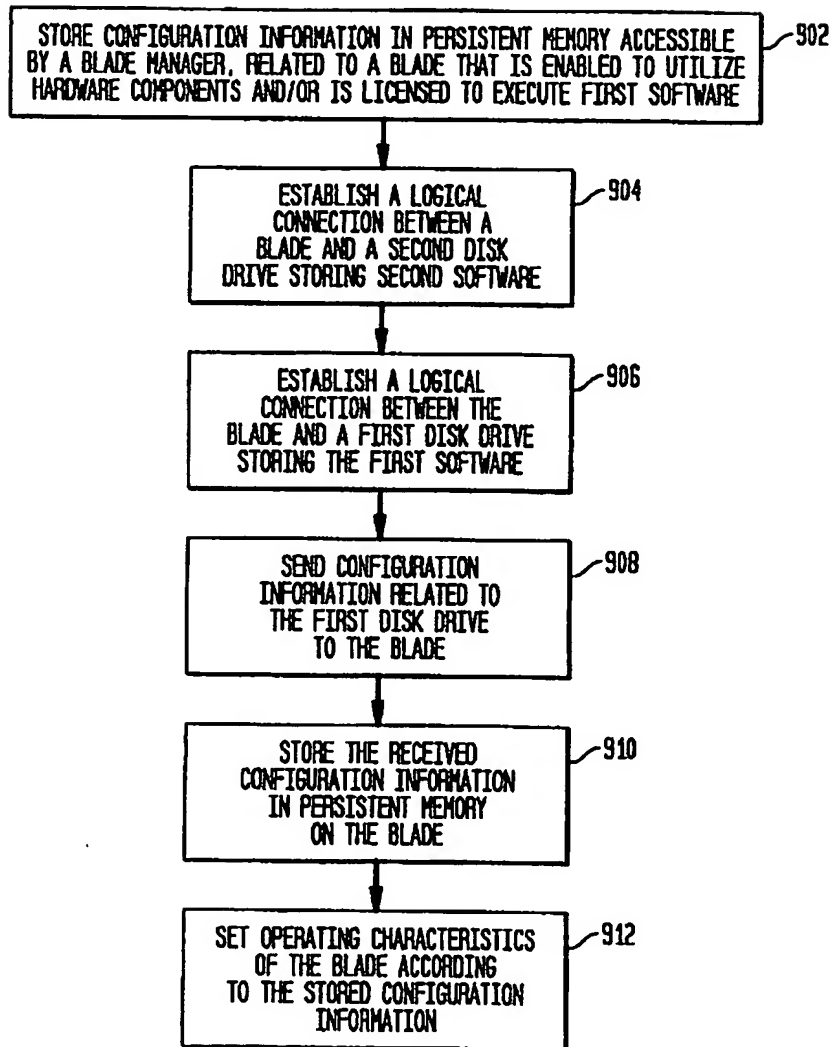 STORE CONFIGURATION INFORMATION IN PERSISTENT MEMORY ACCESSIBLE
BY A BLADE MANAGER, RELATED TO A BLADE THAT IS ENABLED TO UTILIZE
HARDWARE COMPONENTS AND/OR IS LICENSED TO EXECUTE FIRST SOFTWARE
902
ESTABLISH A LOGICAL
CONNECTION BETWEEN A
BLADE AND A SECOND DISK
DRIVE STORING SECOND SOFTWARE
904
ESTABLISH A LOGICAL
CONNECTION BETWEEN THE
BLADE AND A FIRST DISK DRIVE
STORING THE FIRST SOFTWARE
906
SEND CONFIGURATION
INFORMATION RELATED TO
THE FIRST DISK DRIVE
TO THE BLADE
908
STORE THE RECEIVED
CONFIGURATION INFORMATION
IN PERSISTENT MEMORY
ON THE BLADE
910
SET OPERATING CHARACTERISTICS
OF THE BLADE ACCORDING
TO THE STORED CONFIGURATION
INFORMATION
912